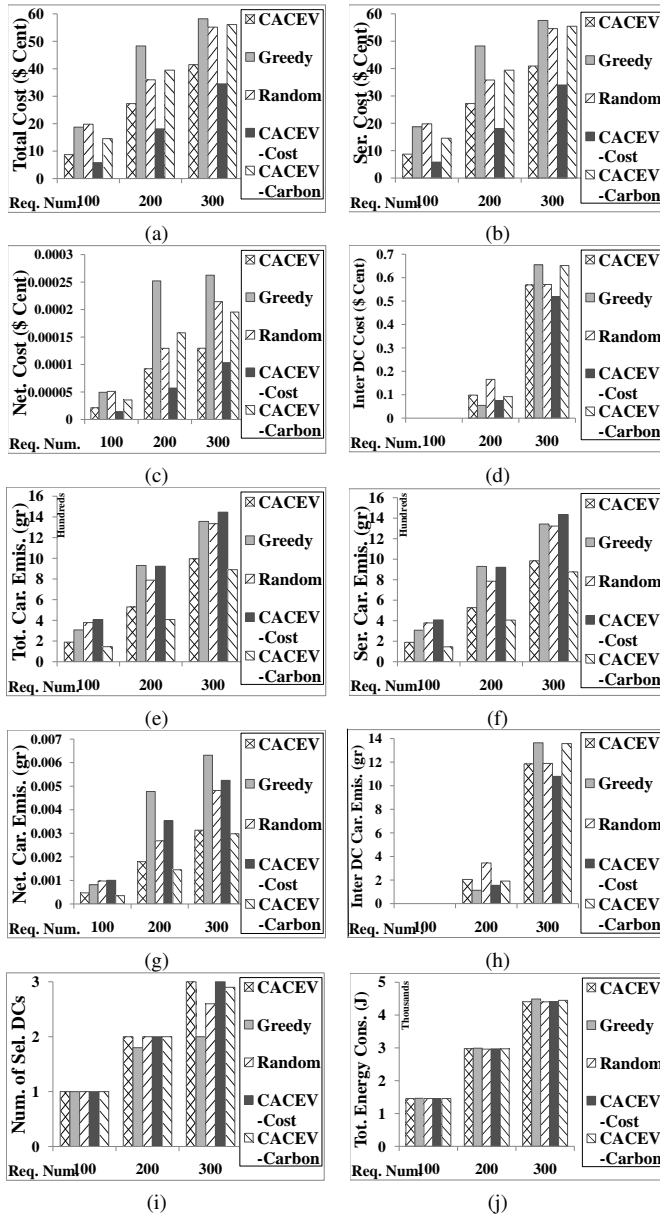 Total Cost ($ Cent)
60
50
40
30
20
10
0
Req. Num.
100
200
300
CACEV
Greedy
Random
CACEV
-Cost
CACEV
-Carbon
(a)
Ser. Cost ($ Cent)
60
50
40
30
20
10
0
Req. Num.
100
200
300
CACEV
Greedy
Random
CACEV
-Cost
CACEV
-Carbon
(b)
Net. Cost ($ Cent)
0.0003
0.00025
0.0002
0.00015
0.0001
0.00005
0
Req. Num.
100
200
300
CACEV
Greedy
Random
CACEV
-Cost
CACEV
-Carbon
(c)
Inter DC Cost ($ Cent)
0.7
0.6
0.5
0.4
0.3
0.2
0.1
0
Req. Num.
100
200
300
CACEV
Greedy
Random
CACEV
-Cost
CACEV
-Carbon
(d)
Tot. Car. Emis. (gr)
Hundreds
16
14
12
10
8
6
4
2
0
Req. Num.
100
200
300
CACEV
Greedy
Random
CACEV
-Cost
CACEV
-Carbon
(e)
Ser. Car. Emis. (gr)
Hundreds
16
14
12
10
8
6
4
2
0
Req. Num.
100
200
300
CACEV
Greedy
Random
CACEV
-Cost
CACEV
-Carbon
(f)
Net. Car. Emis. (gr)
0.007
0.006
0.005
0.004
0.003
0.002
0.001
0
Req. Num.
100
200
300
CACEV
Greedy
Random
CACEV
-Cost
CACEV
-Carbon
(g)
Inter DC Car. Emis. (gr)
14
12
10
8
6
4
2
0
Req. Num.
100
200
300
CACEV
Greedy
Random
CACEV
-Cost
CACEV
-Carbon
(h)
Num. of Sel. DCs
3
2
1
0
Req. Num.
100
200
300
CACEV
Greedy
Random
CACEV
-Cost
CACEV
-Carbon
(i)
Tot. Energy Cons. (J)
Thousands
5
4
3
2
1
0
Req. Num.
100
200
300
CACEV
Greedy
Random
CACEV
-Cost
CACEV
-Carbon
(j)